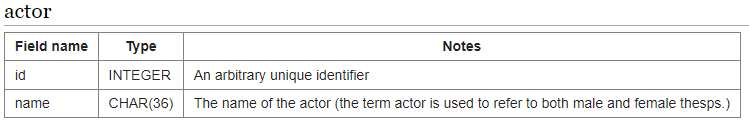 actor
Field name Type Notes
id INTEGER An arbitrary unique identifier
name CHAR(36) The name of the actor (the term actor is used to refer to both male and female thesps.)